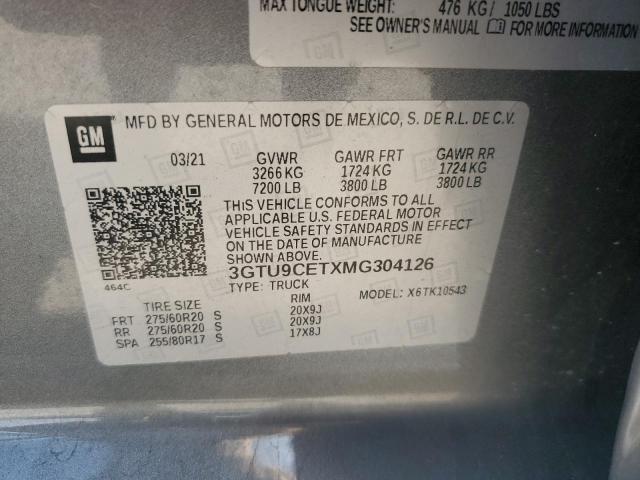 MAX TONGUE WEIGHT: 476 KG/ 1050 LBS
SEE OWNER'S MANUAL FOR MORE INFORMATION
GM MFD BY GENERAL MOTORS DE MEXICO, S. DE R.L. DE C.V.
03/21 GVWR GAWR FRT GAWR RR
3266 KG 1724 KG 1724 KG
7200 LB 3800 LB 3800 LB
THIS VEHICLE CONFORMS TO ALL
APPLICABLE U.S. FEDERAL MOTOR
VEHICLE SAFETY STANDARDS IN EFFECT
ON THE DATE OF MANUFACTURE
SHOWN ABOVE.
3GTU9CETXMG304126
464C TYPE: TRUCK MODEL: X6TK10543
TIRE SIZE RIM
FRT 275/60R20 S 20X9J
RR 275/60R20 S 20X9J
SPA 255/80R17 S 17X8J